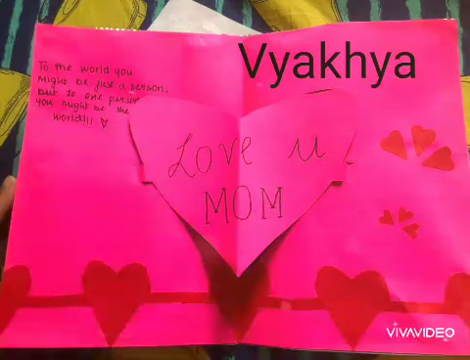 Vyakhya
To the world you
might be just a person,
but to one person
you might be the
world!!!
Love u
MOM
VIVAVIDEO